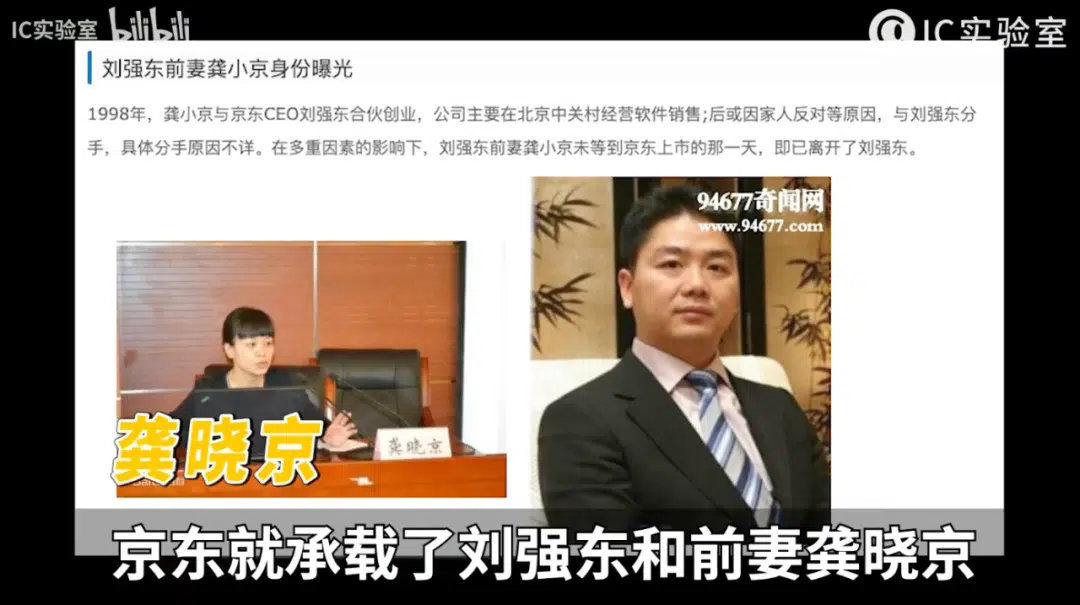 IC实验室 bilibili
@IC实验室
刘强东前妻龚小京身份曝光
1998年，龚小京与京东CEO刘强东合伙创业，公司主要在北京中关村经营软件销售;后或因家人反对等原因，与刘强东分
手，具体分手原因不详。在多重因素的影响下，刘强东前妻龚小京未等到京东上市的那一天，即已离开了刘强东。
94677奇闻网
www.94677.com
龚晓京
龚晓京
京东就承载了刘强东和前妻龚晓京